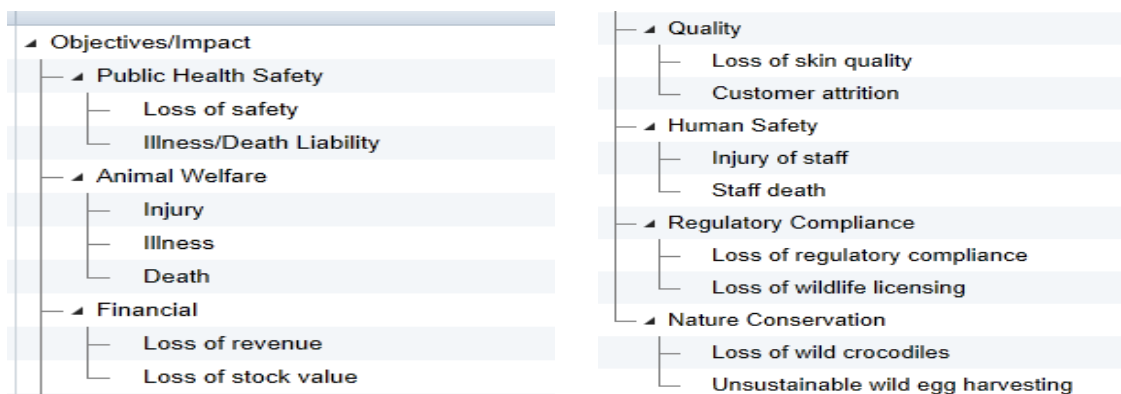 Objectives/Impact
Public Health Safety
Loss of safety
Illness/Death Liability
Animal Welfare
Injury
Illness
Death
Financial
Loss of revenue
Loss of stock value
Quality
Loss of skin quality
Customer attrition
Human Safety
Injury of staff
Staff death
Regulatory Compliance
Loss of regulatory compliance
Loss of wildlife licensing
Nature Conservation
Loss of wild crocodiles
Unsustainable wild egg harvesting